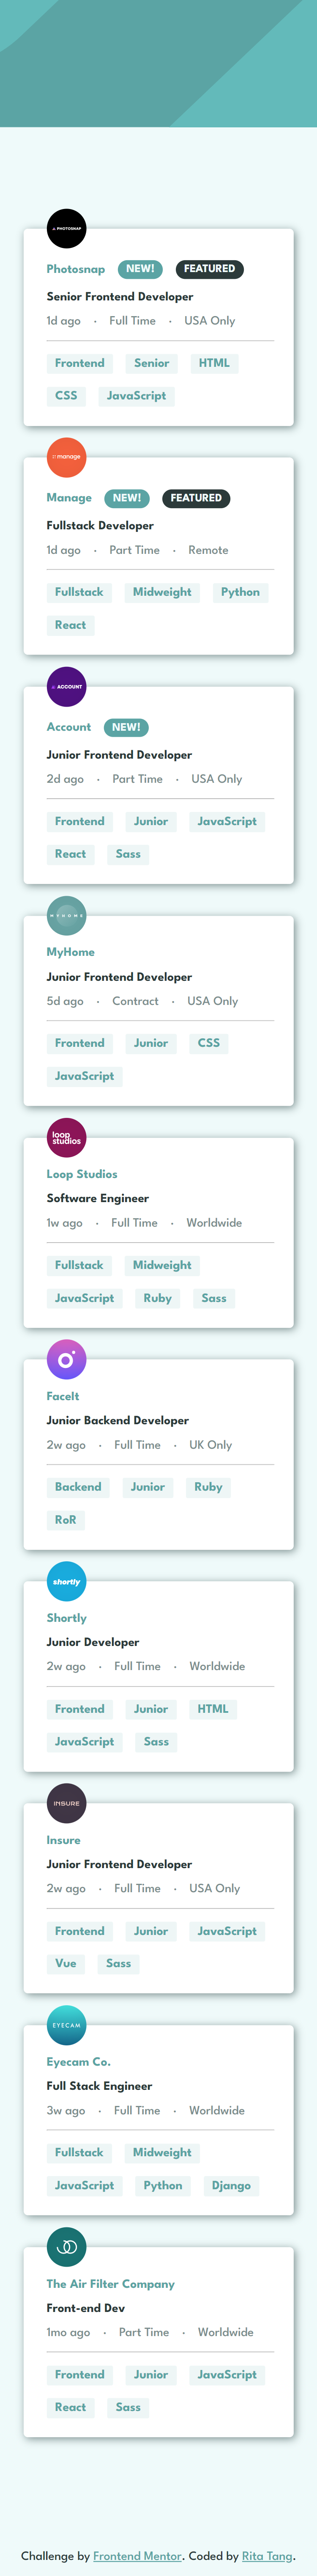 PHOTOSNAP
Photosnap NEW! FEATURED
Senior Frontend Developer
1d ago · Full Time · USA Only
Frontend Senior HTML
CSS JavaScript
manage
Manage NEW! FEATURED
Fullstack Developer
1d ago · Part Time · Remote
Fullstack Midweight Python
React
ACCOUNT
Account NEW!
Junior Frontend Developer
2d ago · Part Time · USA Only
Frontend Junior JavaScript
React Sass
MYHOME
MyHome
Junior Frontend Developer
5d ago · Contract · USA Only
Frontend Junior CSS
JavaScript
loop
studios
Loop Studios
Software Engineer
1w ago · Full Time · Worldwide
Fullstack Midweight
JavaScript Ruby Sass
FaceIt
Junior Backend Developer
2w ago · Full Time · UK Only
Backend Junior Ruby
RoR
shortly
Shortly
Junior Developer
2w ago · Full Time · Worldwide
Frontend Junior HTML
JavaScript Sass
INSURE
Insure
Junior Frontend Developer
2w ago · Full Time · USA Only
Frontend Junior JavaScript
Vue Sass
EYECAM
Eyecam Co.
Full Stack Engineer
3w ago · Full Time · Worldwide
Fullstack Midweight
JavaScript Python Django
The Air Filter Company
Front-end Dev
1mo ago · Part Time · Worldwide
Frontend Junior JavaScript
React Sass
Challenge by Frontend Mentor. Coded by Rita Tang.